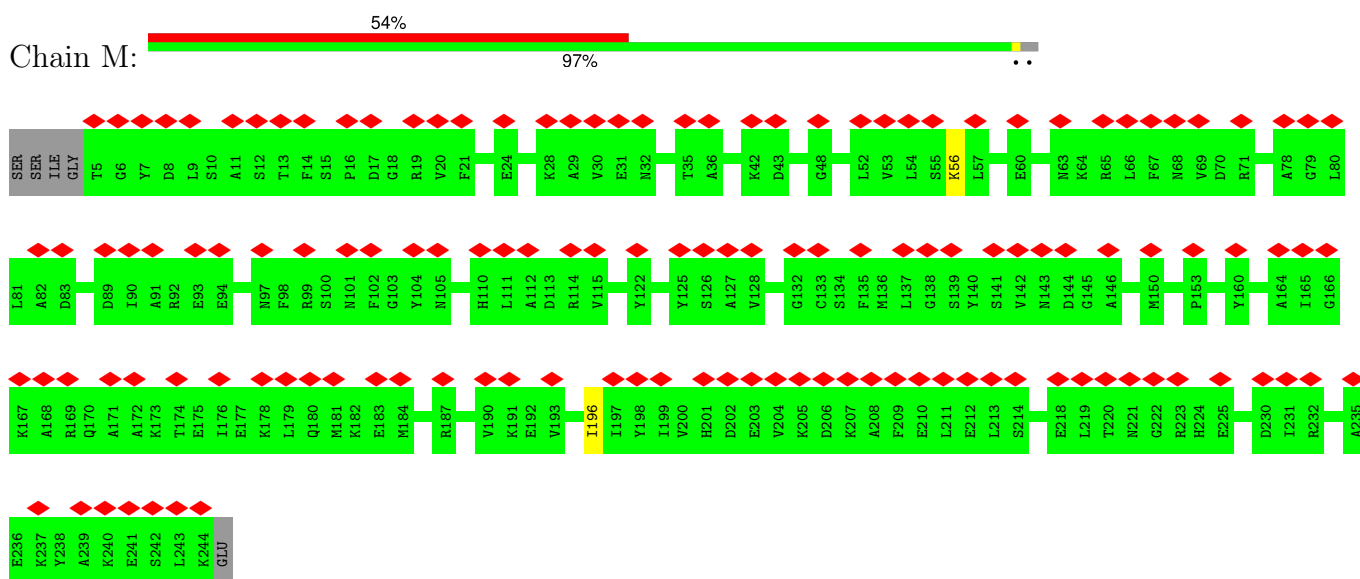 54%
Chain M:
97%
SER SER ILE GLY T5 G6 Y7 D8 L9 S10 A11 S12 T13 F14 S15 P16 D17 G18 R19 V20 F21 E24 K28 A29 V30 E31 N32 T35 A36 K42 D43 G48 L52 V53 L54 S55 K56 L57 E60 N63 K64 R65 L66 F67 N68 V69 D70 R71 A78 G79 L80
L81 A82 D83 D89 I90 A91 R92 E93 E94 N97 F98 R99 S100 N101 F102 G103 Y104 N105 H110 L111 A112 D113 R114 V115 Y122 Y125 S126 A127 V128 G132 C133 S134 F135 M136 L137 G138 S139 Y140 S141 V142 N143 D144 G145 A146 M150 P153 Y160 A164 I165 G166
K167 A168 R169 Q170 A171 A172 K173 T174 E175 I176 E177 K178 L179 Q180 M181 K182 E183 M184 R187 V190 K191 E192 V193 I196 I197 Y198 I199 V200 H201 D202 E203 V204 K205 D206 K207 A208 F209 E210 L211 E212 L213 S214 E218 L219 T220 N221 G222 R223 H224 E225 D230 I231 R232 A235
E236 K237 Y238 A239 K240 E241 S242 L243 K244 GLU